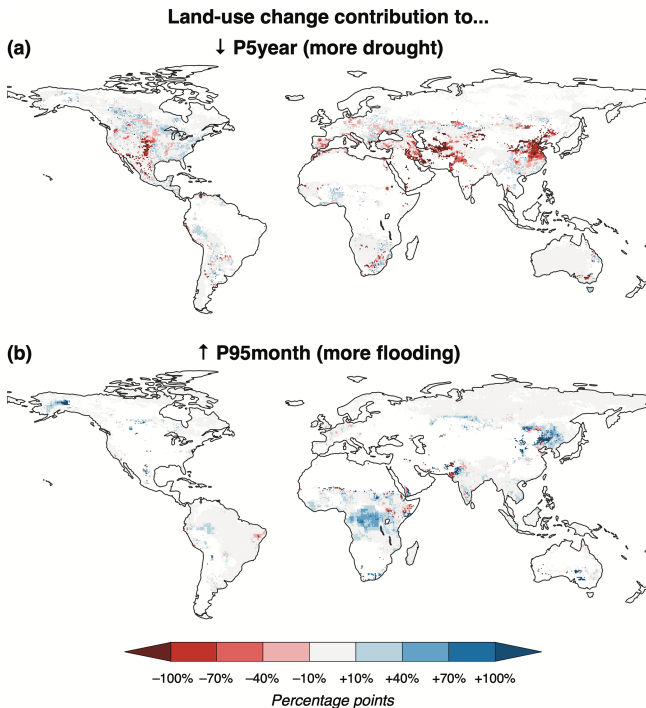 Land-use change contribution to...
(a)
↓ P5year (more drought)
(b)
↑ P95month (more flooding)
−100% −70% −40% −10% +10% +40% +70% +100%
Percentage points